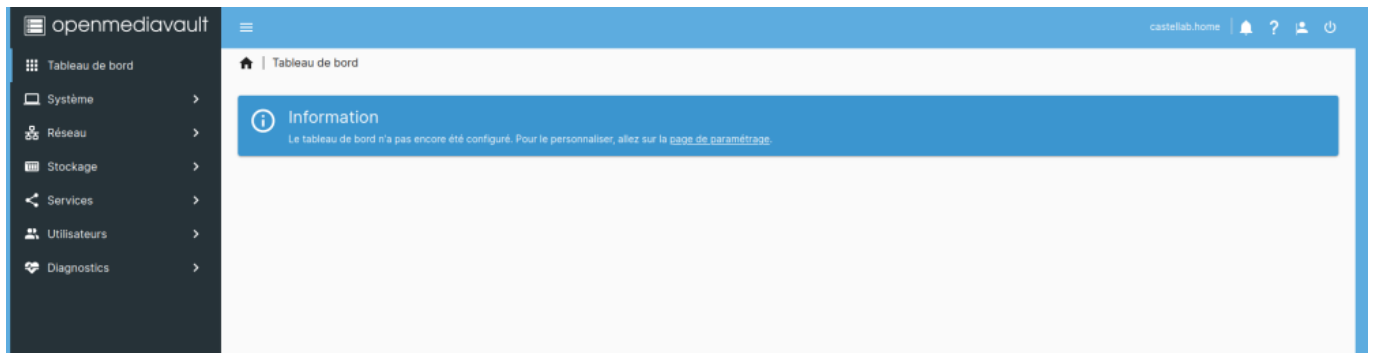 openmediavault
castellab.home
?
Tableau de bord
Tableau de bord
Système
Réseau
Stockage
Services
Utilisateurs
Diagnostics
Information
Le tableau de bord n'a pas encore été configuré. Pour le personnaliser, allez sur la page de paramétrage.